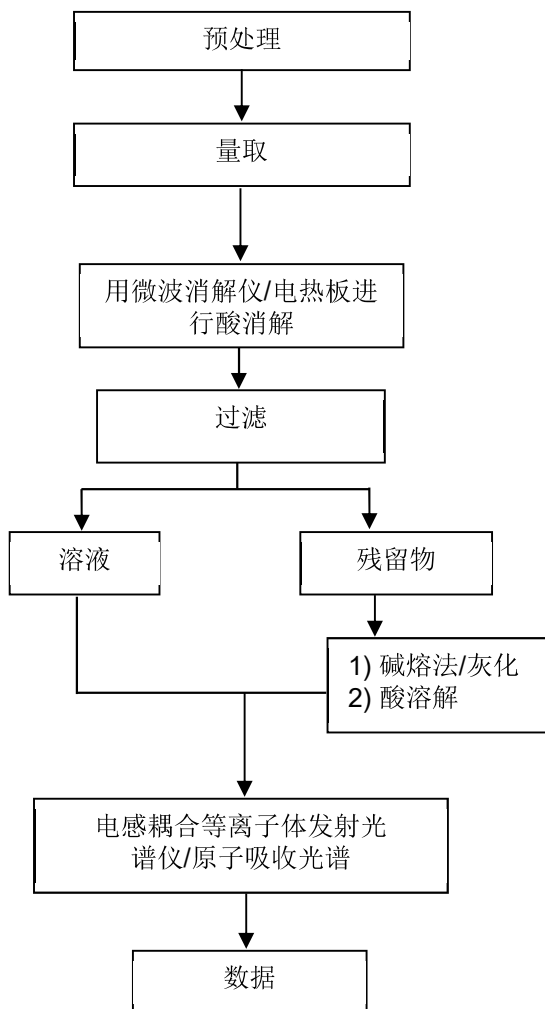 预处理
量取
用微波消解仪/电热板进
行酸消解
过滤
溶液
残留物
1) 碱熔法/灰化
2) 酸溶解
电感耦合等离子体发射光
谱仪/原子吸收光谱
数据